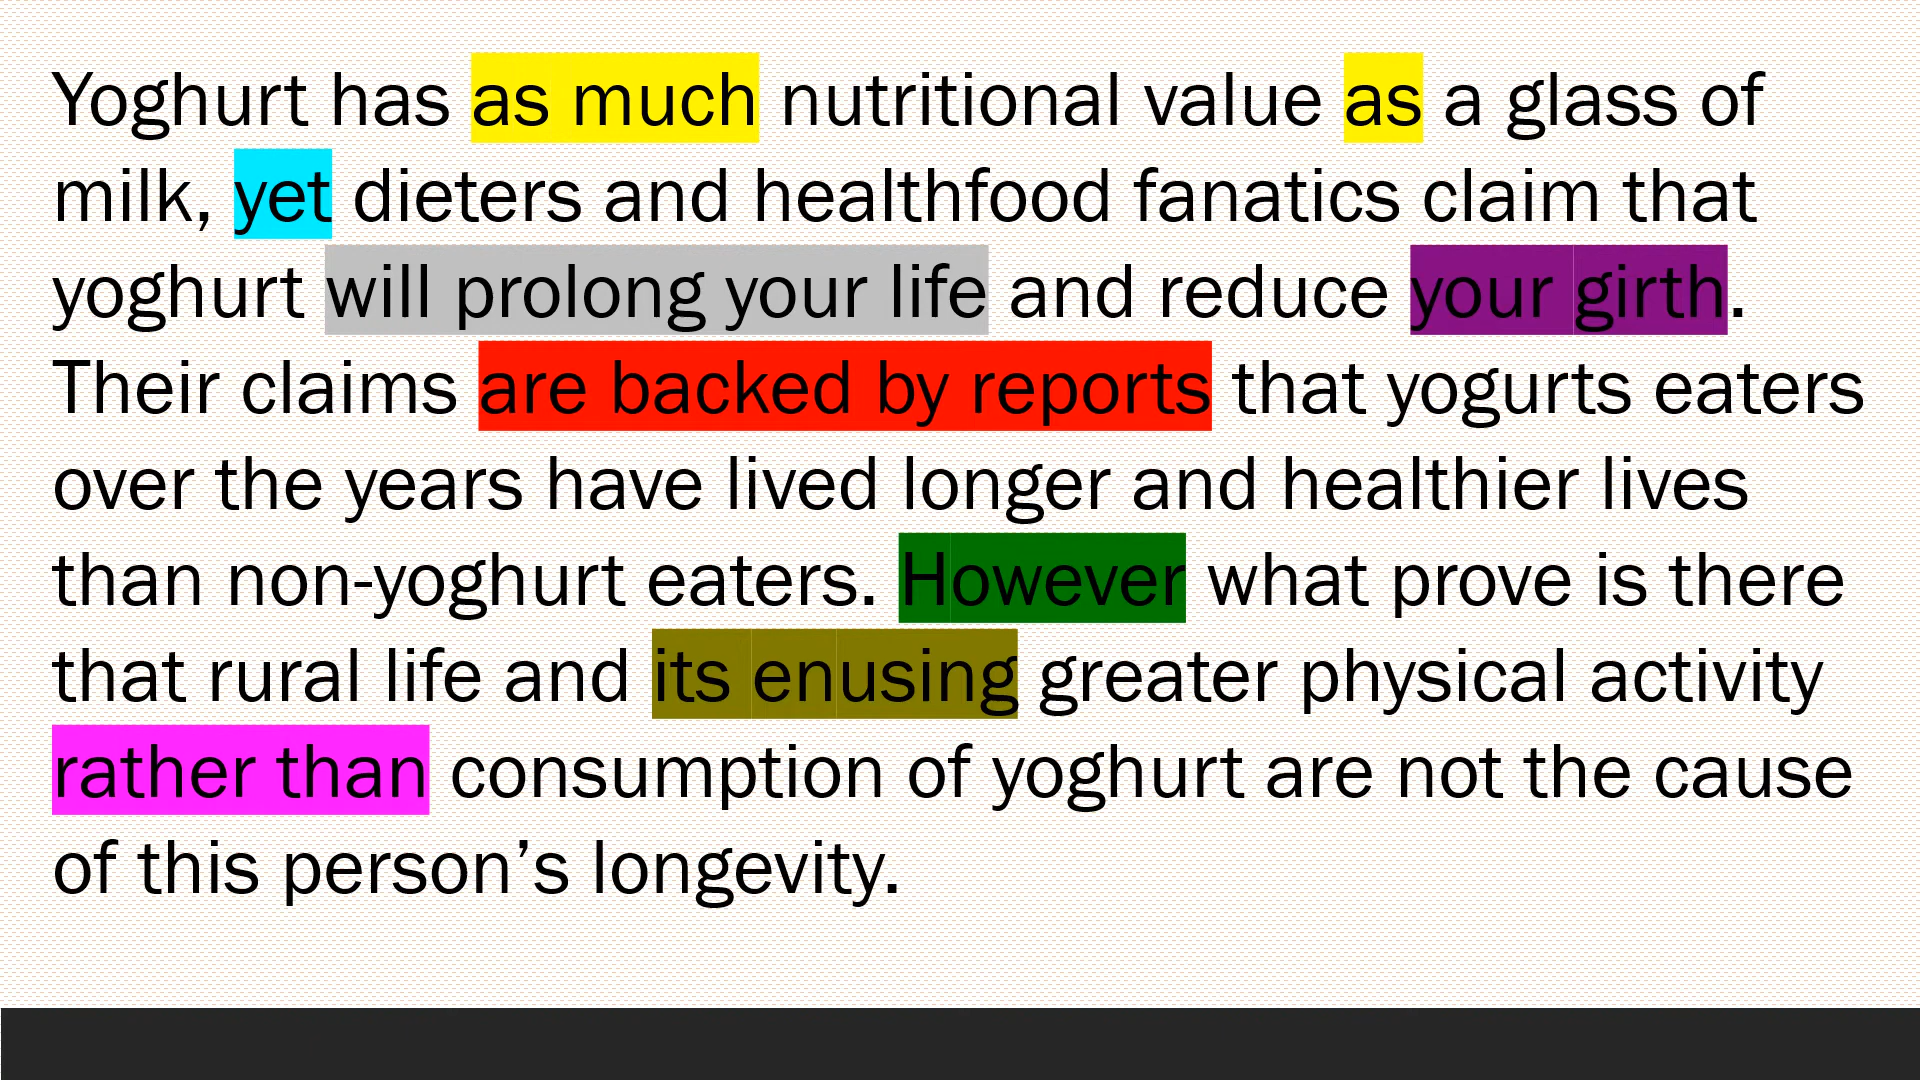 Yoghurt has as much nutritional value as a glass of
milk, yet dieters and healthfood fanatics claim that
yoghurt will prolong your life and reduce your girth.
Their claims are backed by reports that yogurts eaters
over the years have lived longer and healthier lives
than non-yoghurt eaters. However what prove is there
that rural life and its enusing greater physical activity
rather than consumption of yoghurt are not the cause
of this person’s longevity.